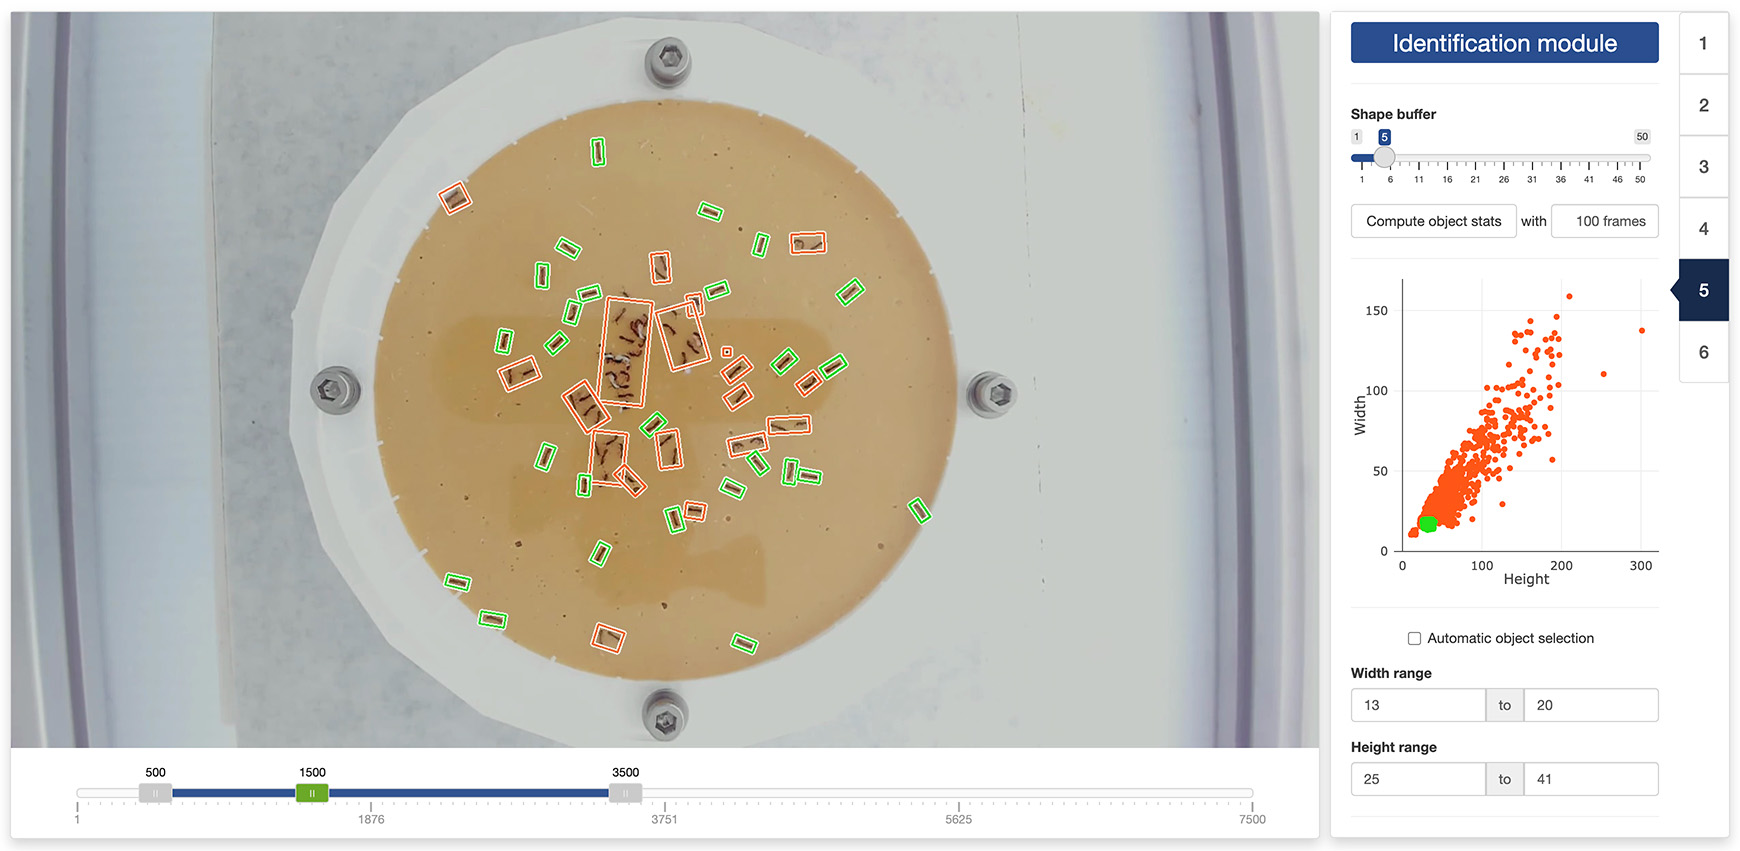 Identification module
1
2
3
4
5
6
Shape buffer
1 5 50
1 6 11 16 21 26 31 36 41 46 50
Compute object stats with 100 frames
150
100
50
0
Width
0 100 200 300
Height
Automatic object selection
Width range
13 to 20
Height range
25 to 41
500 1500 3500
1 1876 3751 5625 7500